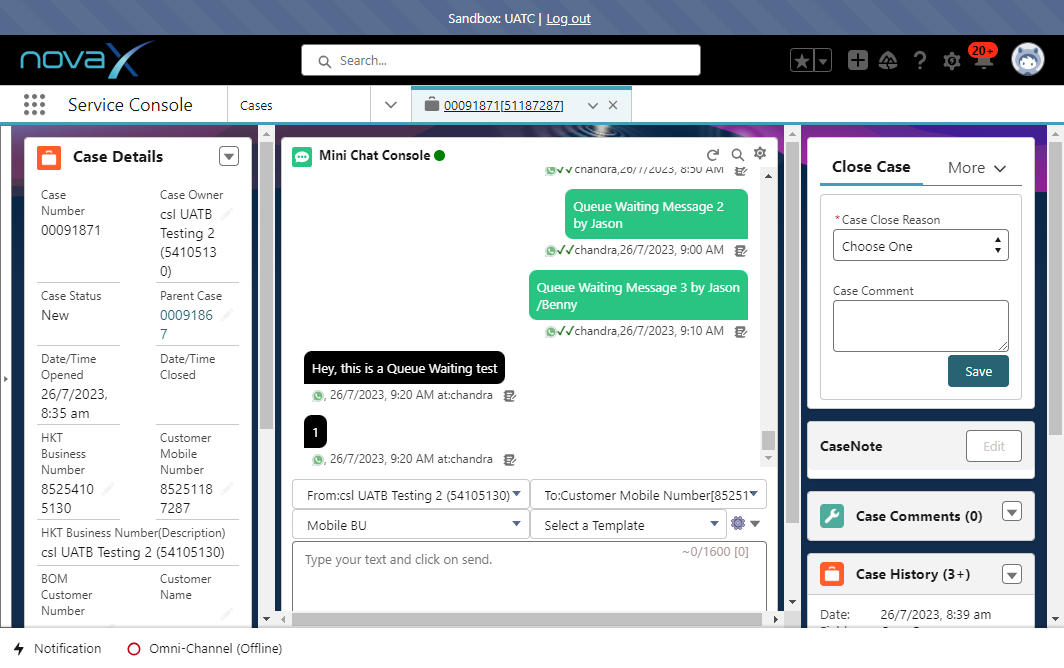 Sandbox: UATC | Log out
novaX
Search...
20+
Service Console
Cases
00091871[51187287]
Case Details
Case
Number
00091871
Case Owner
csl UATB
Testing 2
(5410513
0)
Case Status
New
Parent Case
0009186
7
Date/Time
Opened
26/7/2023,
8:35 am
Date/Time
Closed
HKT
Business
Number
8525410
5130
Customer
Mobile
Number
8525118
7287
HKT Business Number(Description)
csl UATB Testing 2 (54105130)
BOM
Customer
Number
Customer
Name
Mini Chat Console
chandra,26/7/2023, 8:50 AM
Queue Waiting Message 2
by Jason
chandra,26/7/2023, 9:00 AM
Queue Waiting Message 3 by Jason
/Benny
chandra,26/7/2023, 9:10 AM
Hey, this is a Queue Waiting test
, 26/7/2023, 9:20 AM at:chandra
1
, 26/7/2023, 9:20 AM at:chandra
From:csl UATB Testing 2 (54105130)
To:Customer Mobile Number[85251
Mobile BU
Select a Template
Type your text and click on send.
~0/1600 [0]
Close Case
More
*Case Close Reason
Choose One
Case Comment
Save
CaseNote
Edit
Case Comments (0)
Case History (3+)
Date:
26/7/2023, 8:39 am
Notification
Omni-Channel (Offline)